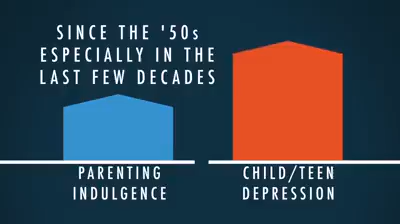 SINCE THE '50s
ESPECIALLY IN THE
LAST FEW DECADES
PARENTING
INDULGENCE
CHILD/TEEN
DEPRESSION